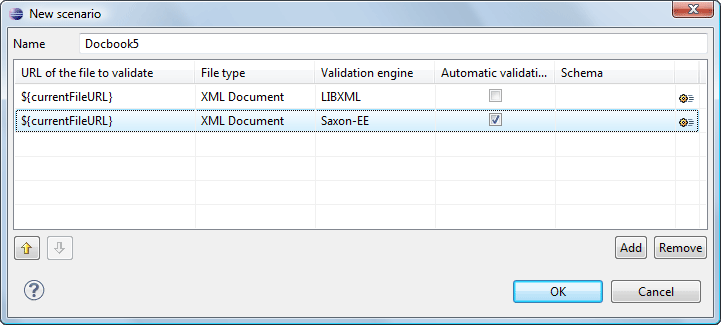 New scenario
Name Docbook5
URL of the file to validate File type Validation engine Automatic validati... Schema
${currentFileURL} XML Document LIBXML
${currentFileURL} XML Document Saxon-EE
Add Remove
? OK Cancel